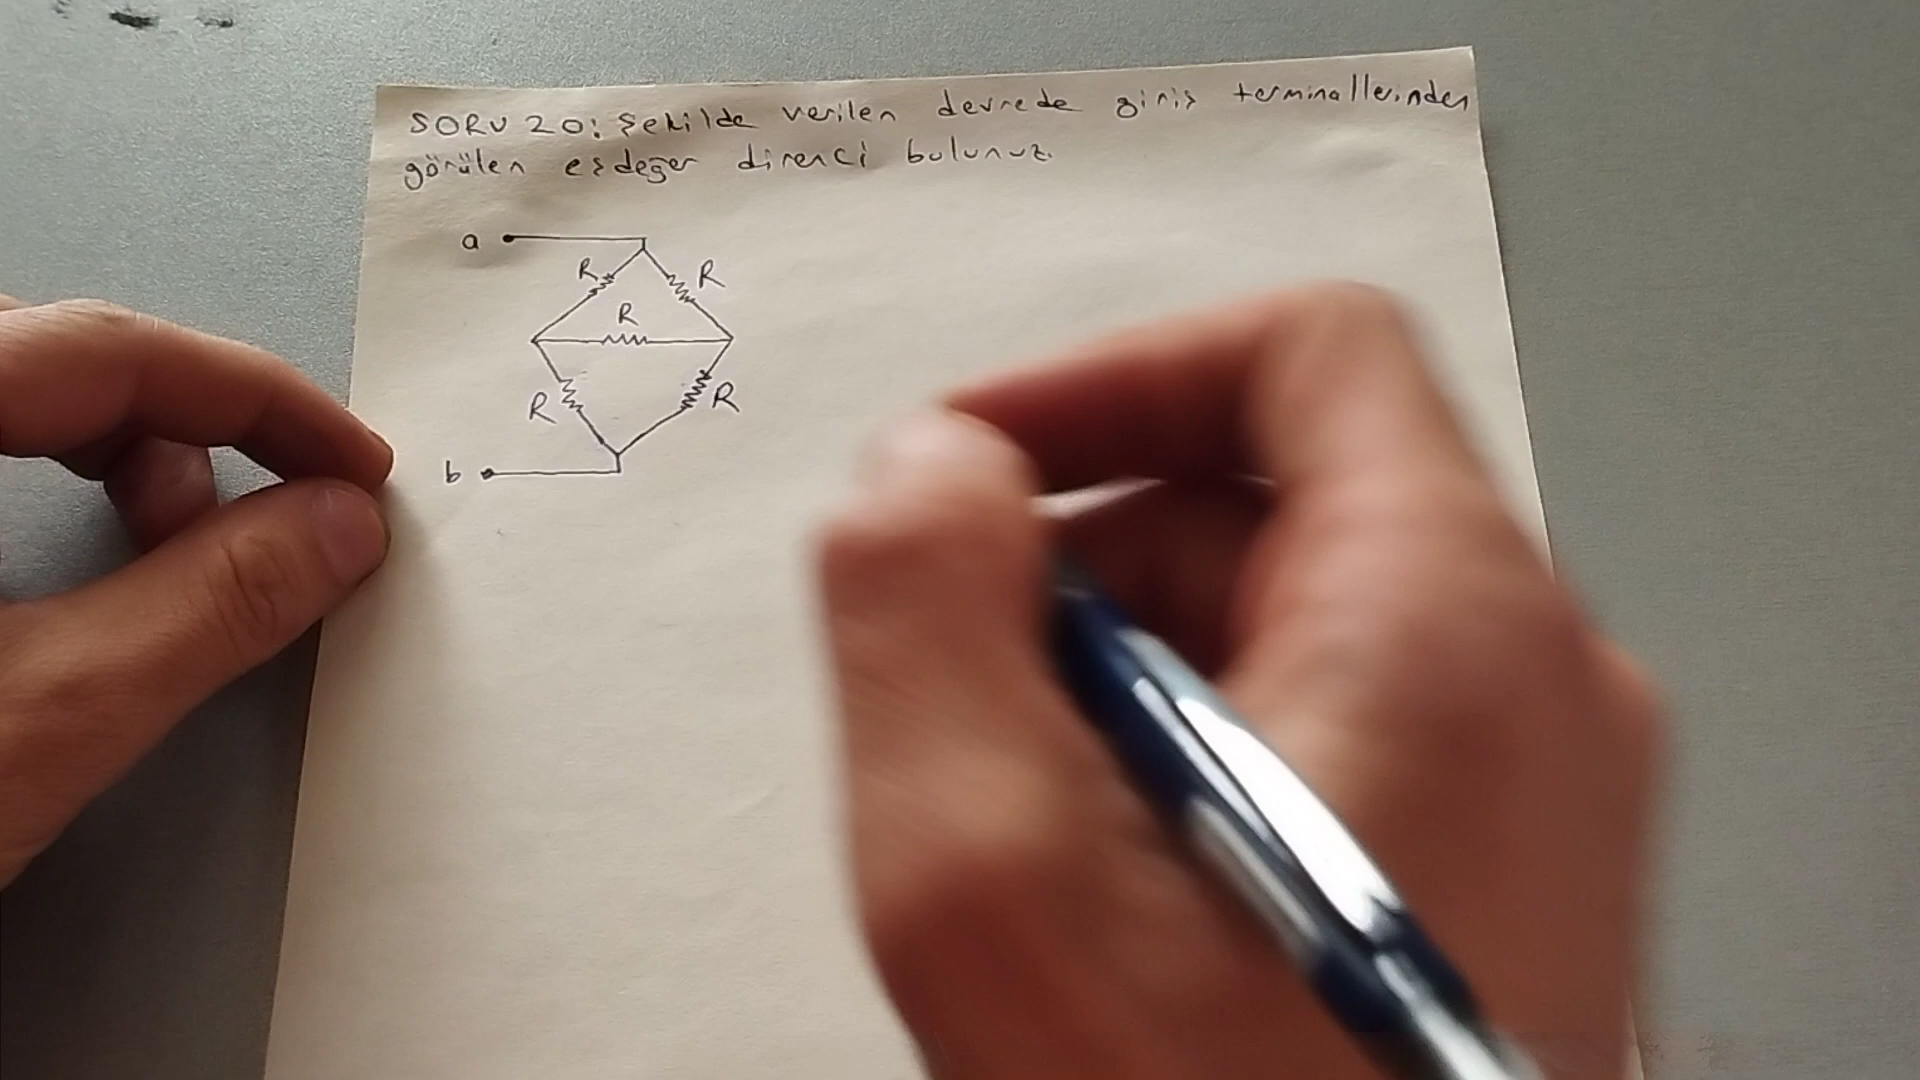 SORU 20: Şekilde verilen devrede giriş terminallerinden
görülen eşdeğer direnci bulunuz.
a
R R
R
R R
b